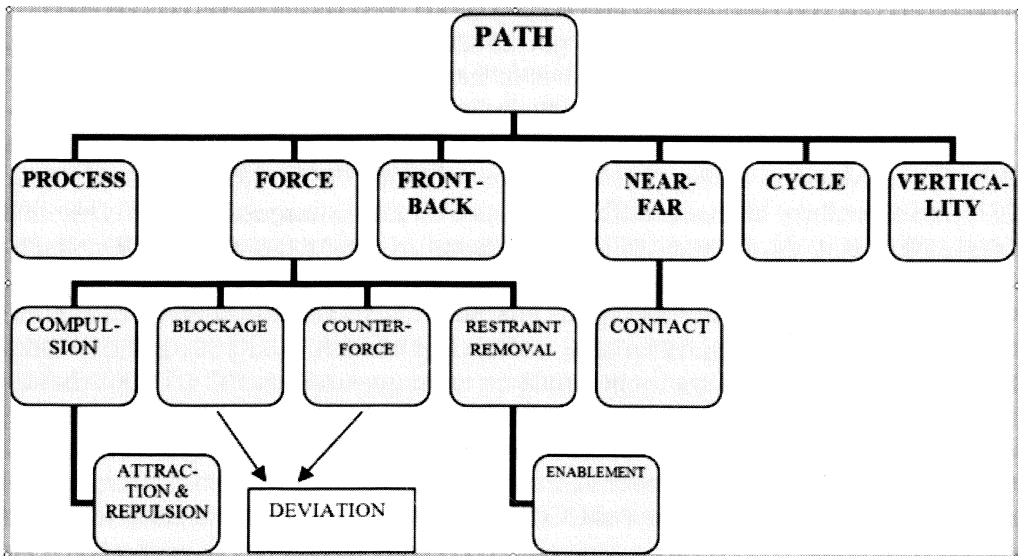 PATH
PROCESS
FORCE
FRONT-
BACK
NEAR-
FAR
CYCLE
VERTICA-
LITY
COMPUL-
SION
BLOCKAGE
COUNTER-
FORCE
RESTRAINT
REMOVAL
CONTACT
ATTRAC-
TION &
REPULSION
DEVIATION
ENABLEMENT